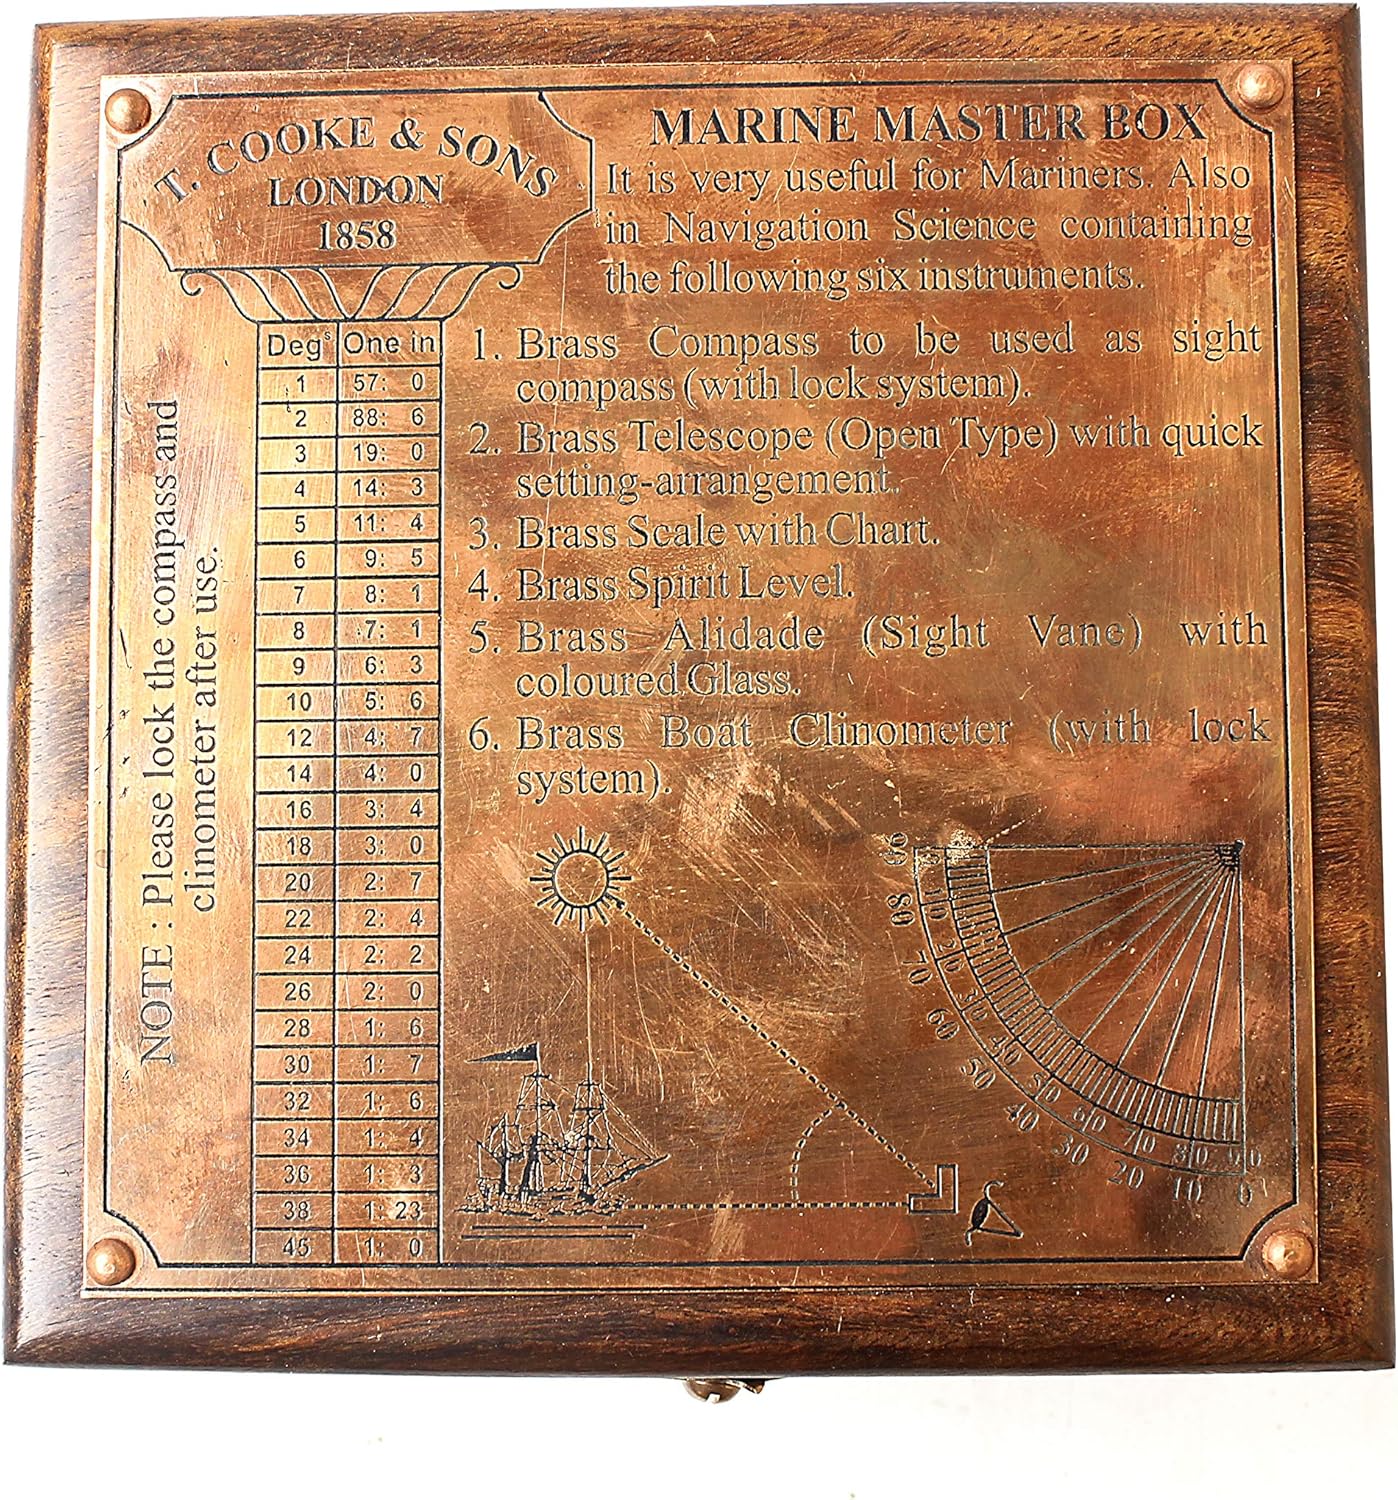 T. COOKE & SONS
LONDON
1858
MARINE MASTER BOX
It is very useful for Mariners. Also
in Navigation Science containing
the following six instruments.
1. Brass Compass to be used as sight
compass (with lock system).
2. Brass Telescope (Open Type) with quick
setting-arrangement.
3. Brass Scale with Chart.
4. Brass Spirit Level.
5. Brass Alidade (Sight Vane) with
coloured Glass.
6. Brass Boat Clinometer (with lock
system).
NOTE : Please lock the compass and
clinometer after use.
Degˢ One in
1 57: 0
2 88: 6
3 19: 0
4 14: 3
5 11: 4
6 9: 5
7 8: 1
8 7: 1
9 6: 3
10 5: 6
12 4: 7
14 4: 0
16 3: 4
18 3: 0
20 2: 7
22 2: 4
24 2: 2
26 2: 0
28 1: 6
30 1: 7
32 1: 6
34 1: 4
36 1: 3
38 1: 23
45 1: 0
90 80 70 60 50 40 30 20 10 0
10 20 30 40 50 60 70 80 90